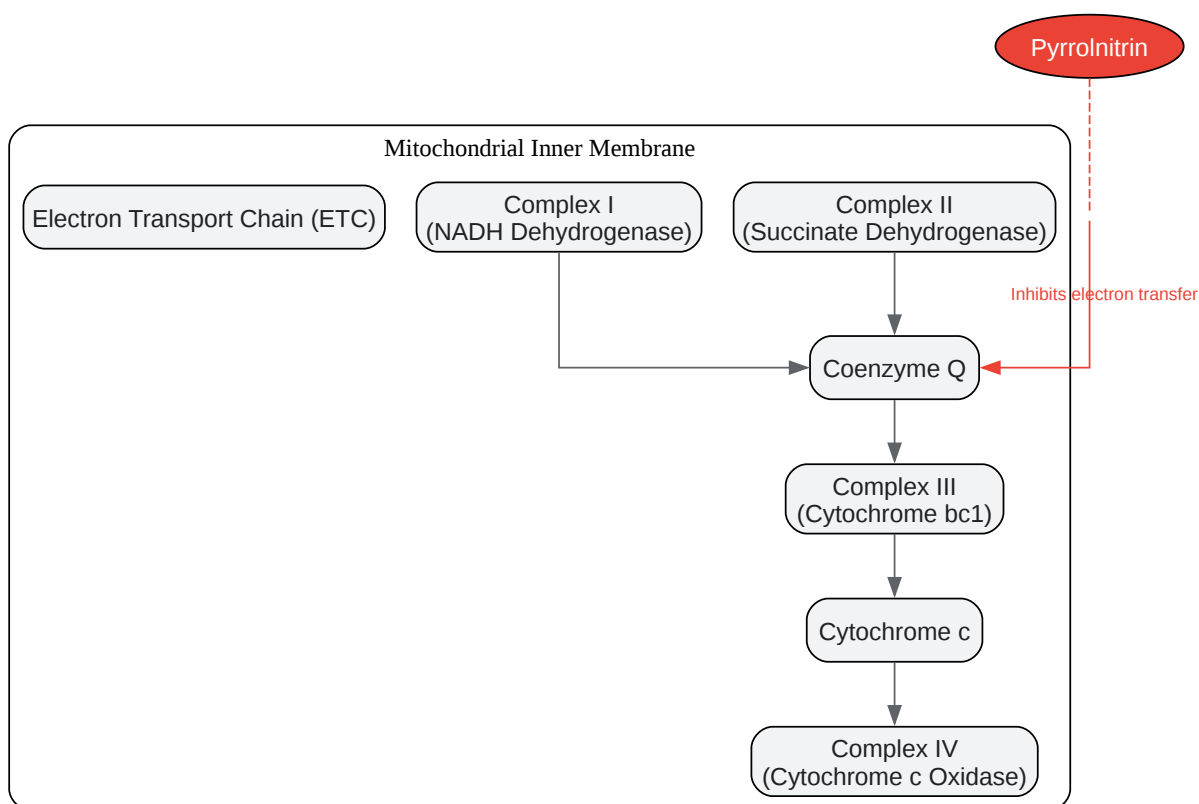 Pyrrolnitrin
Mitochondrial Inner Membrane
Electron Transport Chain (ETC)
Complex I
(NADH Dehydrogenase)
Complex II
(Succinate Dehydrogenase)
Inhibits electron transfer
Coenzyme Q
Complex III
(Cytochrome bc1)
Cytochrome c
Complex IV
(Cytochrome c Oxidase)